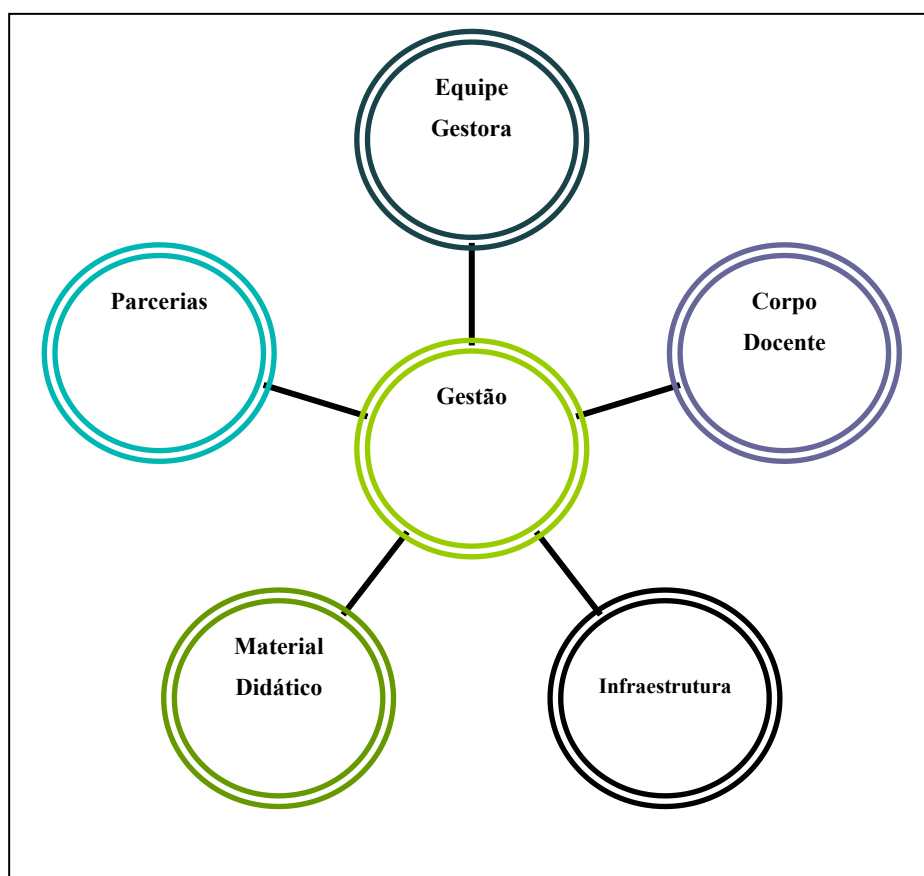 Equipe
Gestora
Parcerias
Corpo
Docente
Gestão
Material
Didático
Infraestrutura